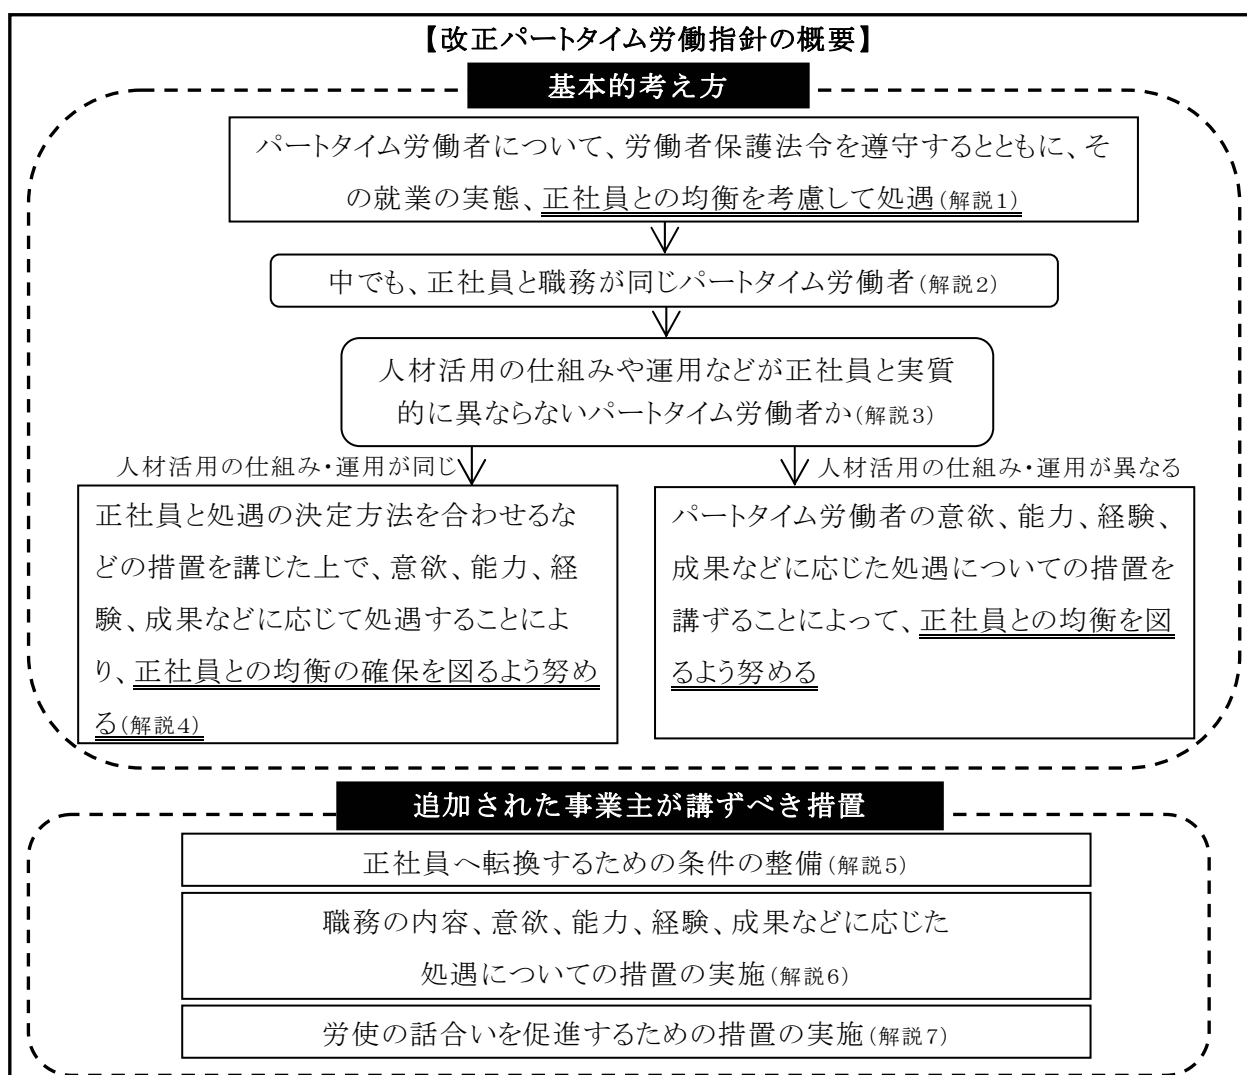 【改正パートタイム労働指針の概要】
基本的考え方
パートタイム労働者について、労働者保護法令を遵守するとともに、そ
の就業の実態、正社員との均衡を考慮して処遇(解説1)
中でも、正社員と職務が同じパートタイム労働者(解説2)
人材活用の仕組みや運用などが正社員と実質
的に異ならないパートタイム労働者か(解説3)
人材活用の仕組み・運用が同じ
人材活用の仕組み・運用が異なる
正社員と処遇の決定方法を合わせるな
どの措置を講じた上で、意欲、能力、経
験、成果などに応じて処遇することによ
り、正社員との均衡の確保を図るよう努め
る(解説4)
パートタイム労働者の意欲、能力、経験、
成果などに応じた処遇についての措置を
講ずることによって、正社員との均衡を図
るよう努める
追加された事業主が講ずべき措置
正社員へ転換するための条件の整備(解説5)
職務の内容、意欲、能力、経験、成果などに応じた
処遇についての措置の実施(解説6)
労使の話合いを促進するための措置の実施(解説7)